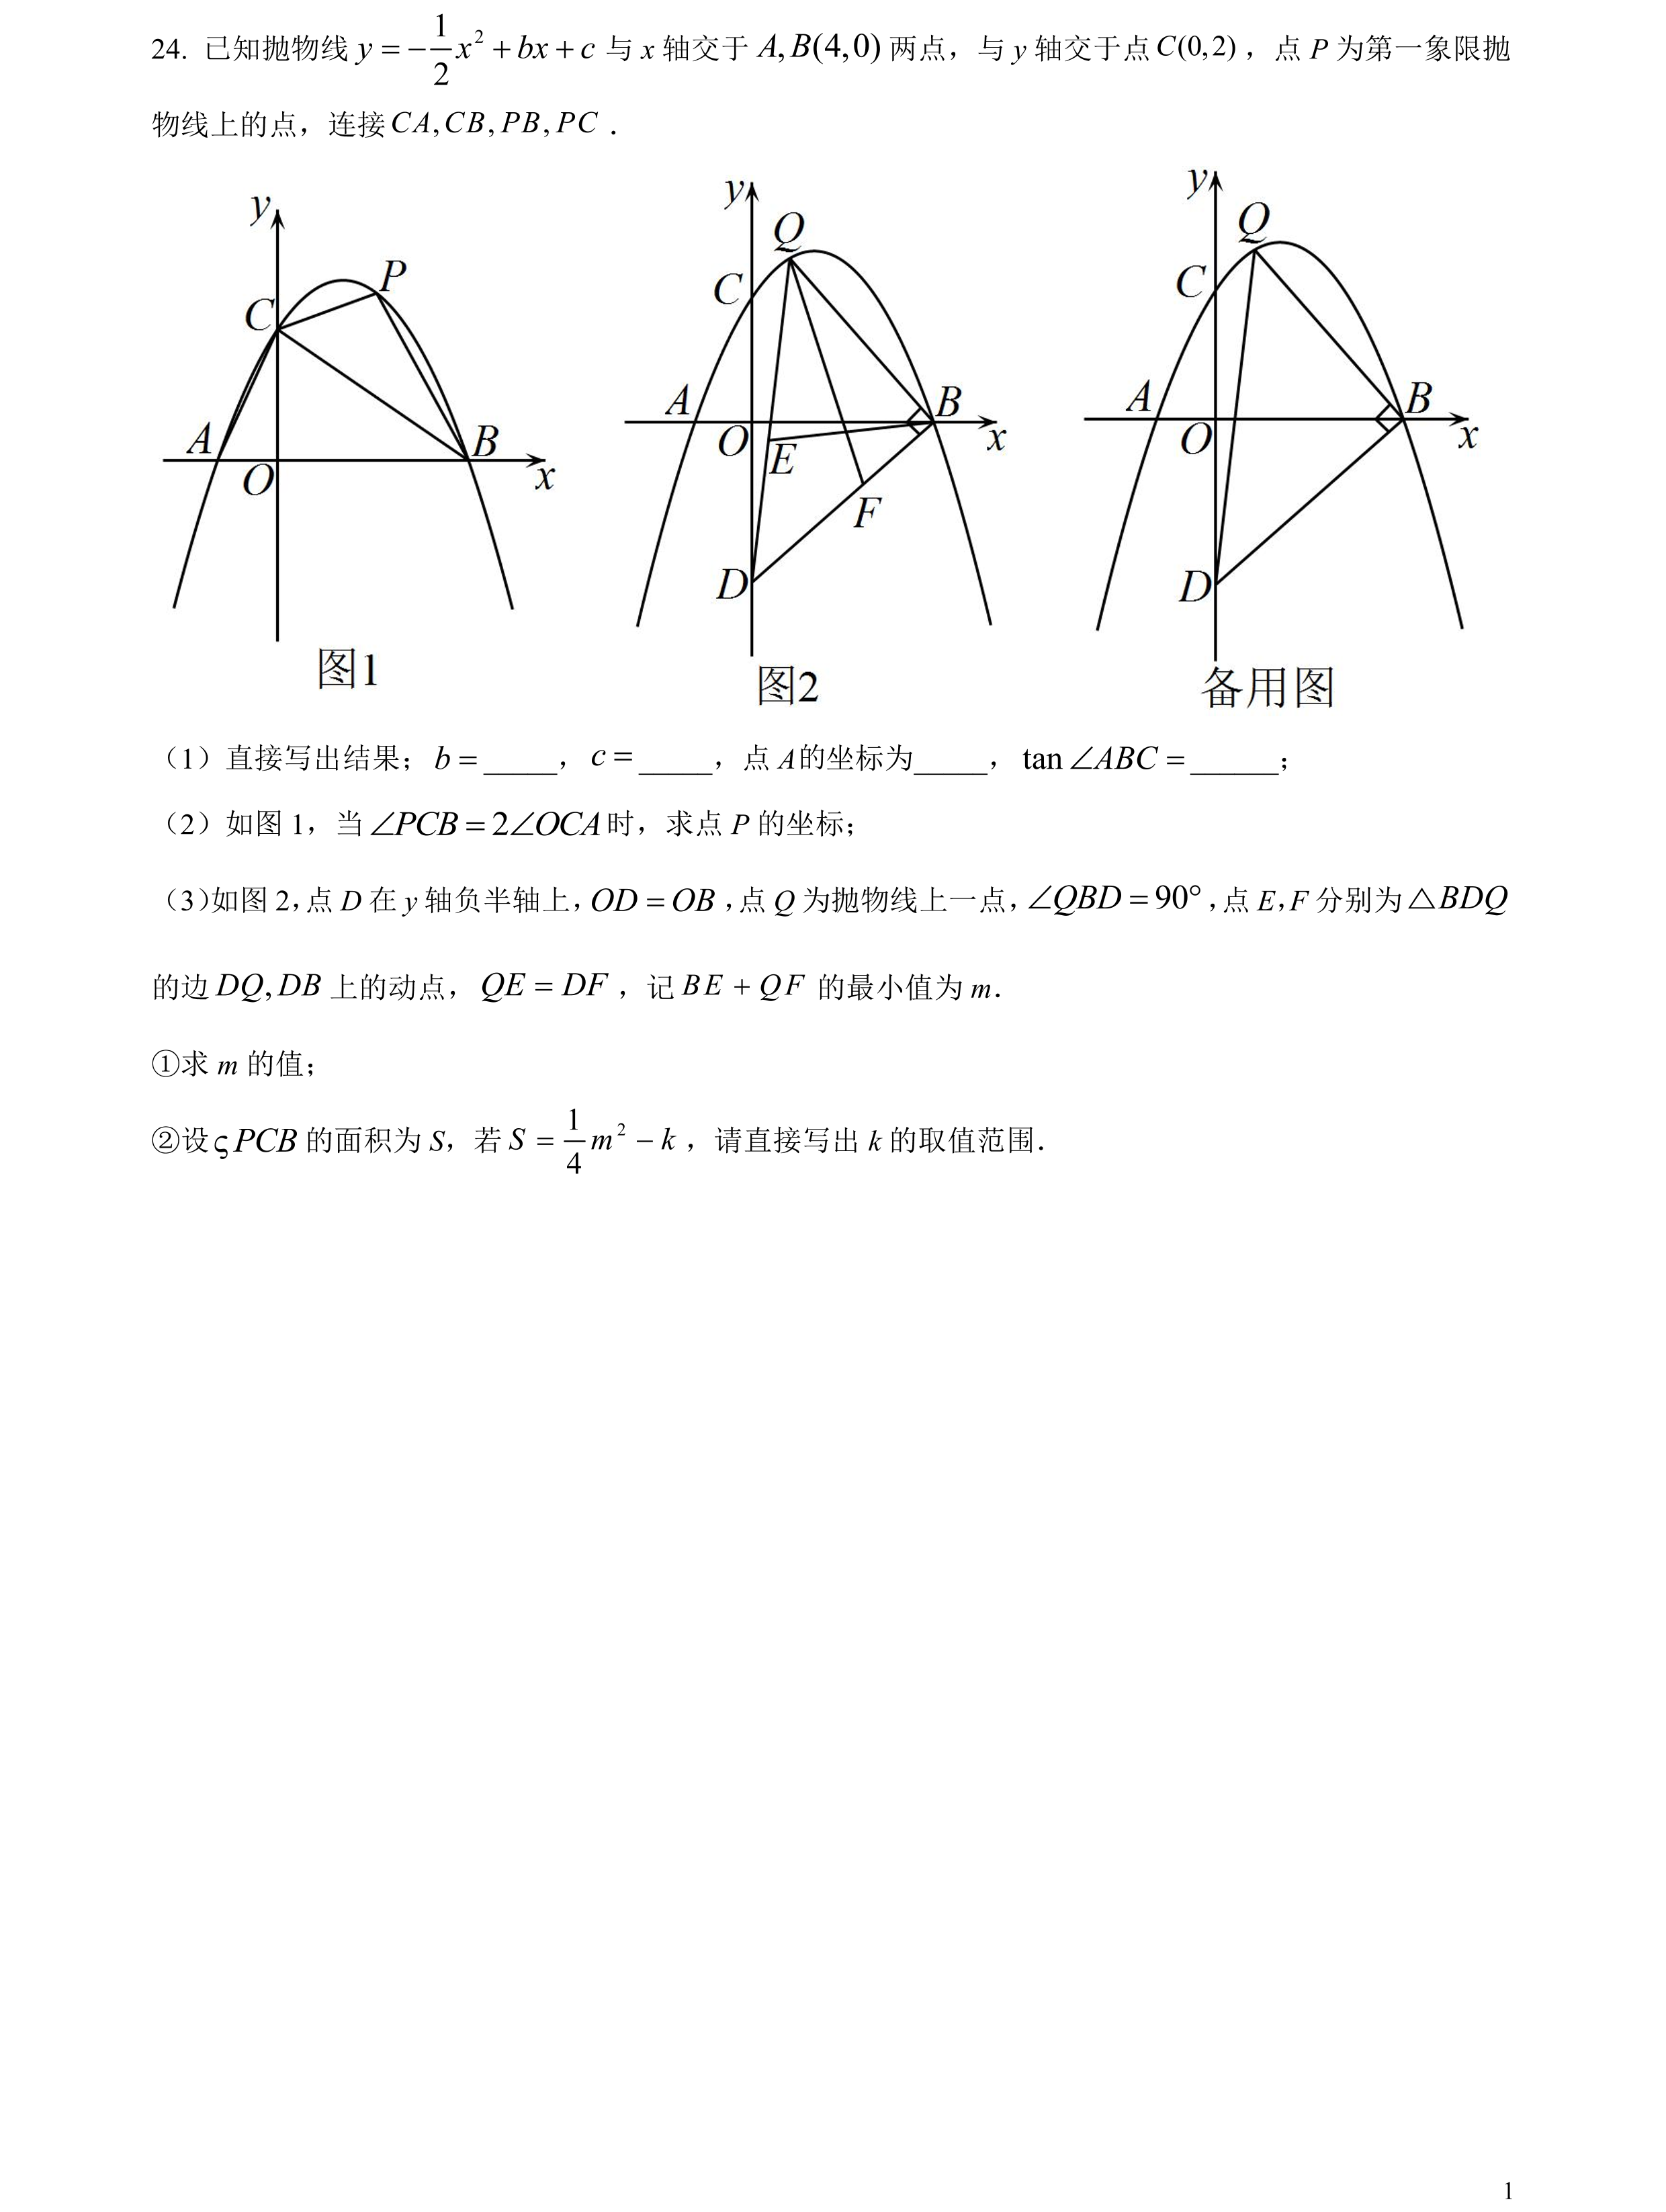 24. 已知抛物线 y = -\frac{1}{2}x^2 + bx + c 与 x 轴交于 A, B(4,0) 两点，与 y 轴交于点 C(0,2)，点 P 为第一象限抛
物线上的点，连接 CA, CB, PB, PC．
y P C A B O x
图1
y Q C A B O E x F D
图2
y Q C A B O x D
备用图
（1）直接写出结果；b = _____，c = _____，点 A 的坐标为_____，tan∠ABC = ______；
（2）如图 1，当 ∠PCB = 2∠OCA 时，求点 P 的坐标；
（3）如图 2，点 D 在 y 轴负半轴上，OD = OB，点 Q 为抛物线上一点，∠QBD = 90°，点 E，F 分别为 △BDQ
的边 DQ, DB 上的动点，QE = DF，记 BE + QF 的最小值为 m．
①求 m 的值；
②设 ς PCB 的面积为 S，若 S = \frac{1}{4}m^2 - k，请直接写出 k 的取值范围．
1